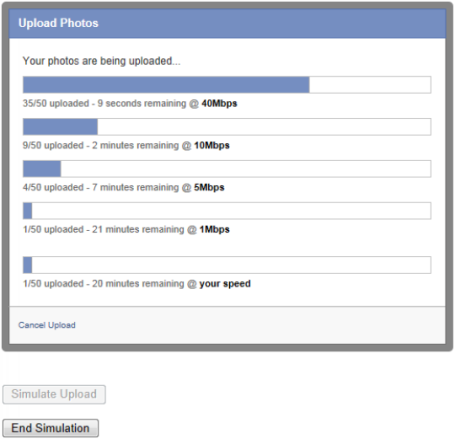 Upload Photos
Your photos are being uploaded...
35/50 uploaded - 9 seconds remaining @ 40Mbps
9/50 uploaded - 2 minutes remaining @ 10Mbps
4/50 uploaded - 7 minutes remaining @ 5Mbps
1/50 uploaded - 21 minutes remaining @ 1Mbps
1/50 uploaded - 20 minutes remaining @ your speed
Cancel Upload
Simulate Upload
End Simulation